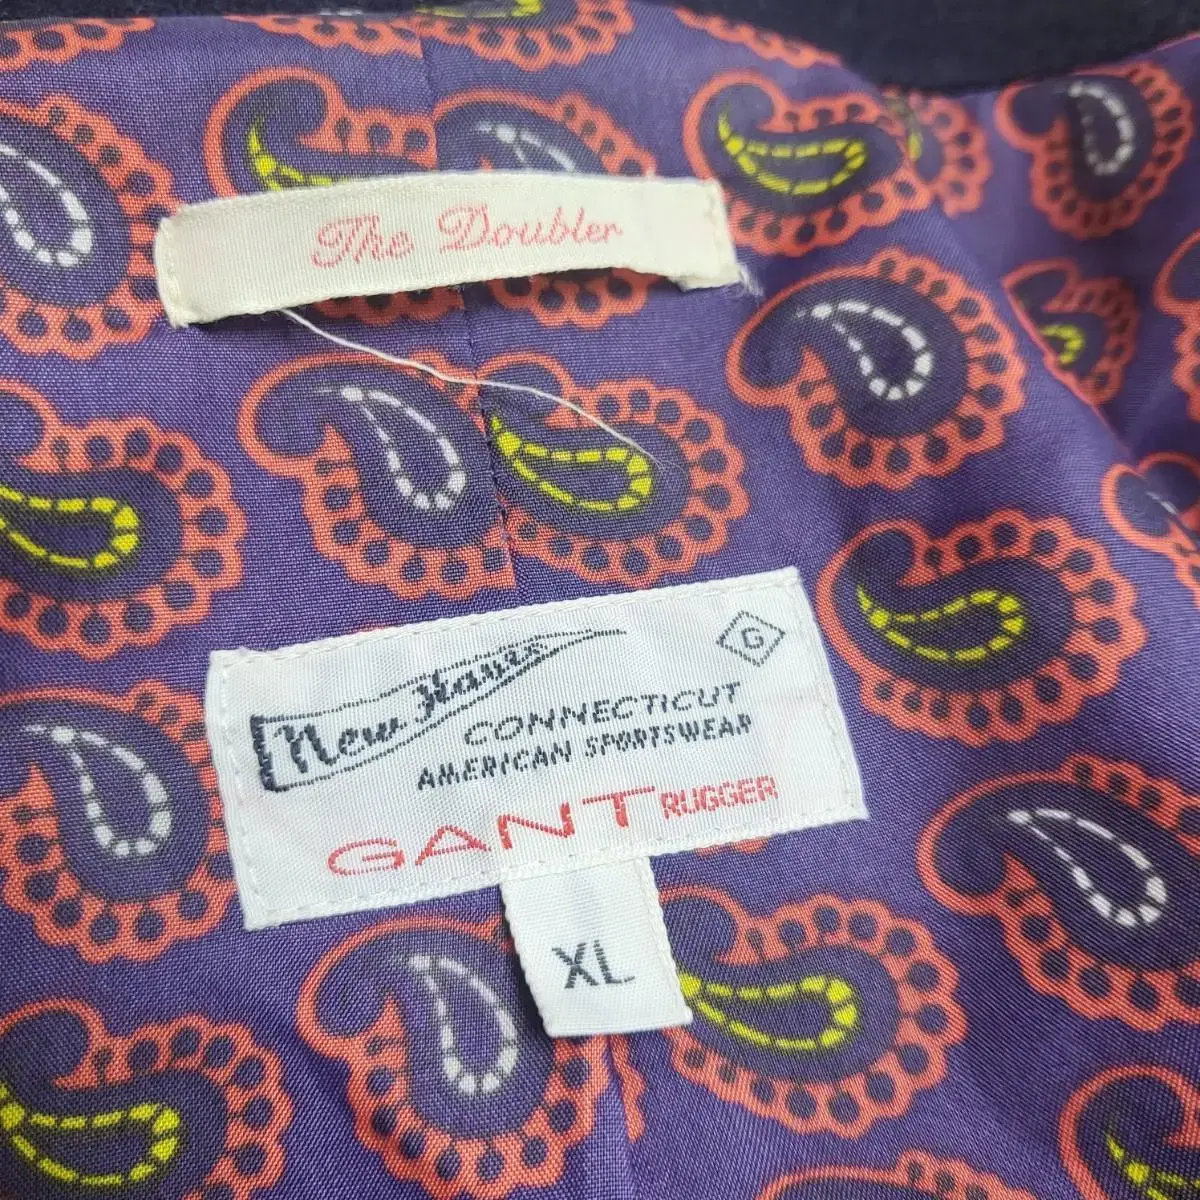 The Doubler
G
New Haven
CONNECTICUT
AMERICAN SPORTSWEAR
GANT RUGGER
XL